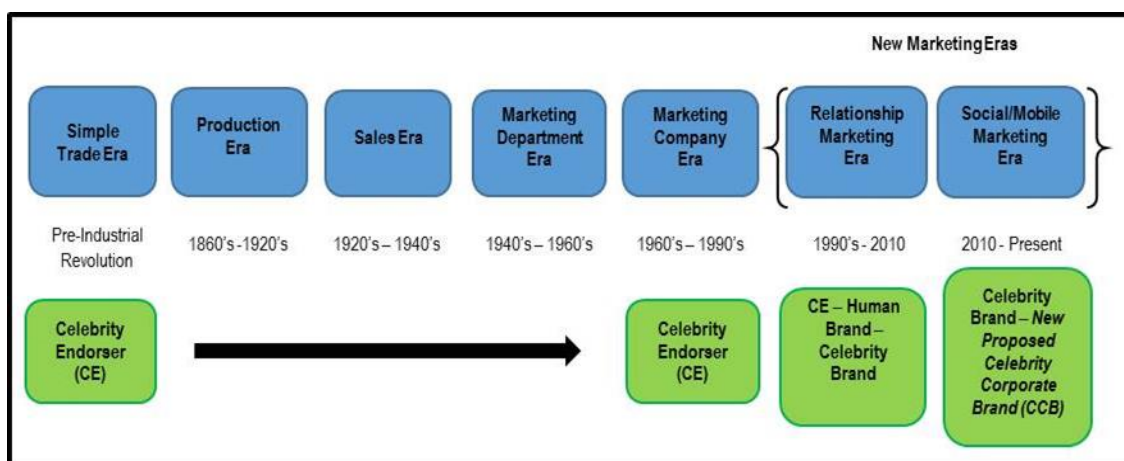 New Marketing Eras
Simple
Trade Era
Production
Era
Sales Era
Marketing
Department
Era
Marketing
Company
Era
Relationship
Marketing
Era
Social/Mobile
Marketing
Era
Pre-Industrial
Revolution
1860's -1920's
1920's – 1940's
1940's – 1960's
1960's – 1990's
1990's - 2010
2010 - Present
Celebrity
Endorser
(CE)
Celebrity
Endorser
(CE)
CE – Human
Brand –
Celebrity
Brand
Celebrity
Brand – New
Proposed
Celebrity
Corporate
Brand (CCB)